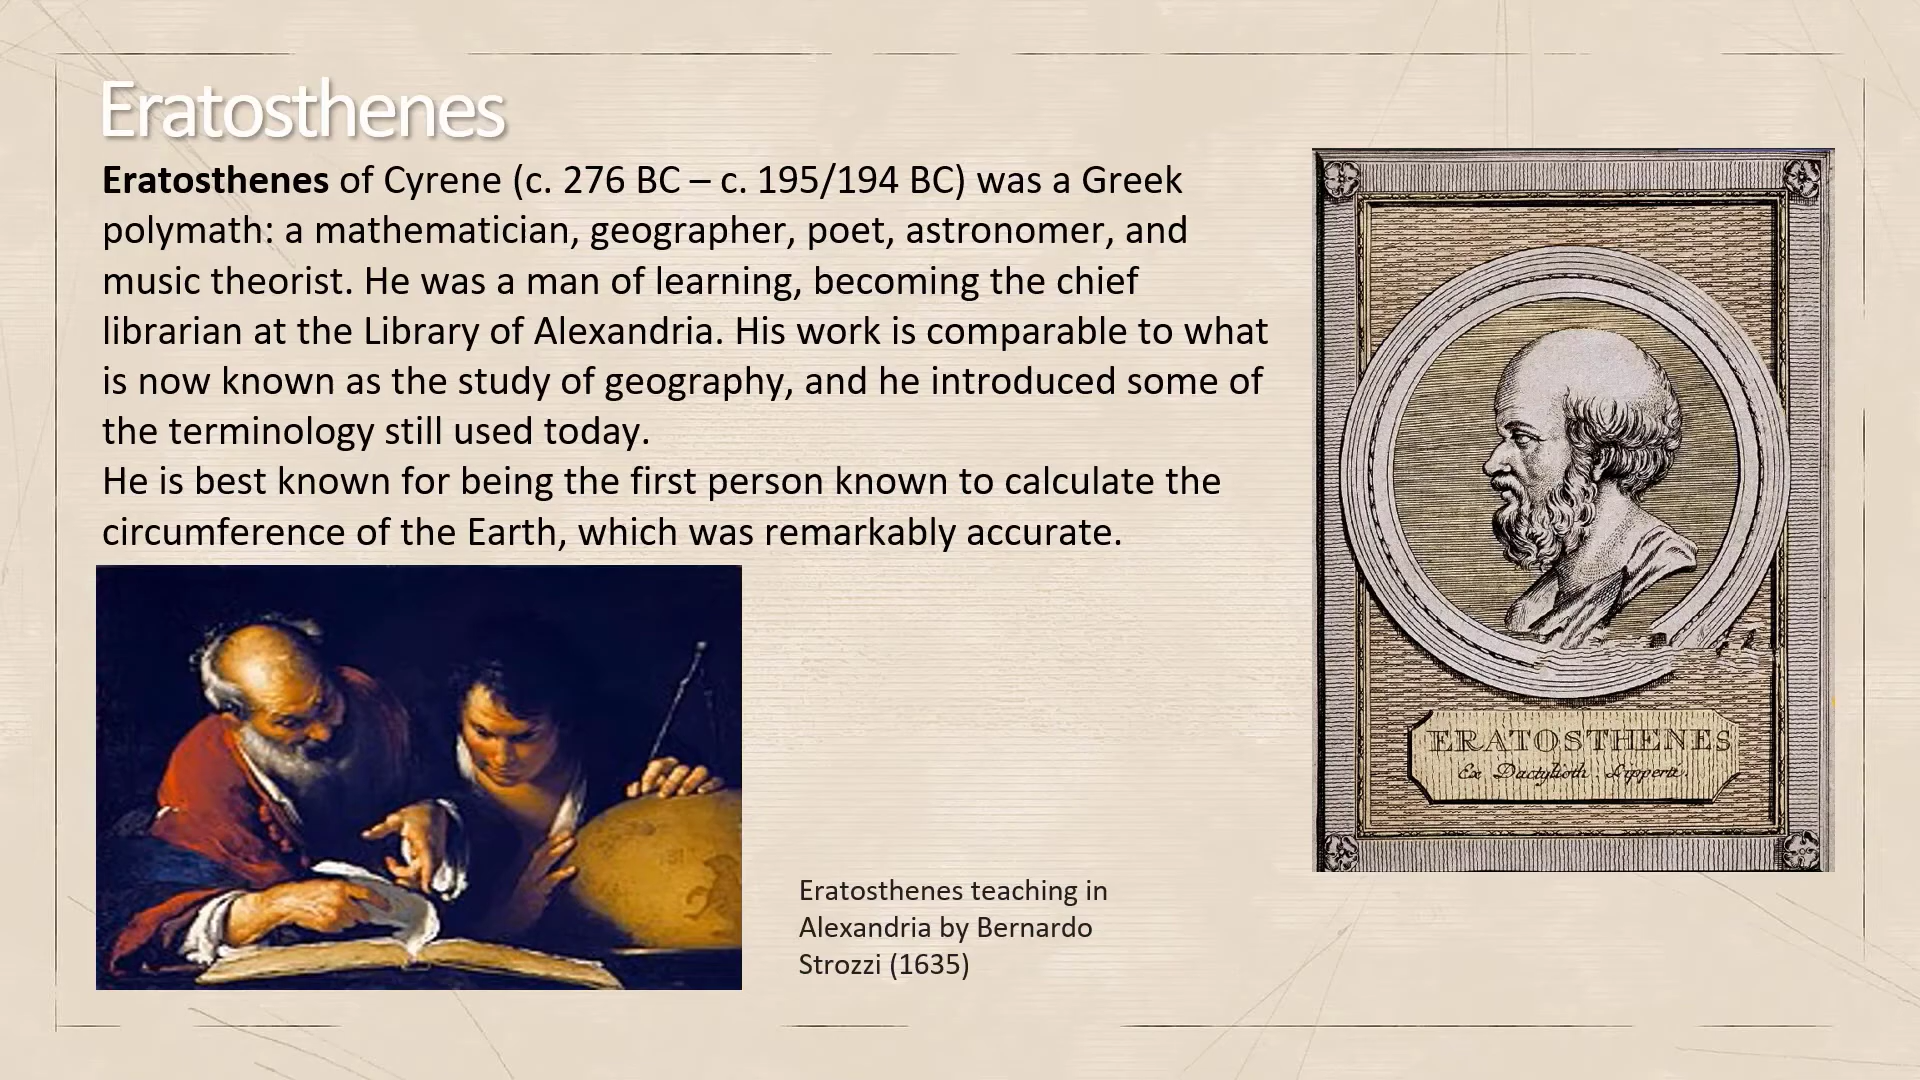 Eratosthenes
Eratosthenes of Cyrene (c. 276 BC – c. 195/194 BC) was a Greek
polymath: a mathematician, geographer, poet, astronomer, and
music theorist. He was a man of learning, becoming the chief
librarian at the Library of Alexandria. His work is comparable to what
is now known as the study of geography, and he introduced some of
the terminology still used today.
He is best known for being the first person known to calculate the
circumference of the Earth, which was remarkably accurate.
ERATOSTHENES
Ex Dactylioth. Lipperti.
Eratosthenes teaching in
Alexandria by Bernardo
Strozzi (1635)